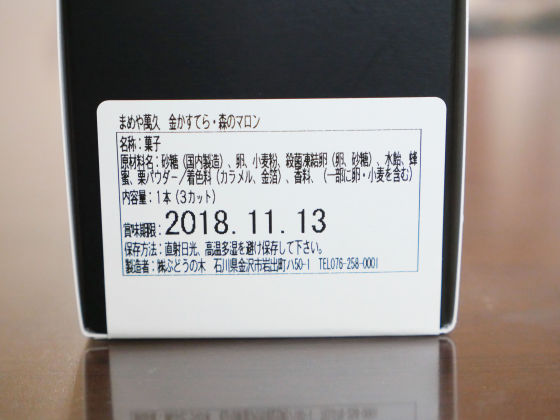 まめや萬久　金かすてら・森のマロン
名称：菓子
原材料名：砂糖（国内製造）、卵、小麦粉、殺菌凍結卵（卵、砂糖）、水飴、蜂
蜜、栗パウダー／着色料（カラメル、金箔）、香料、（一部に卵・小麦を含む）
内容量：1本（3カット）
賞味期限：2018.11.13
保存方法：直射日光、高温多湿を避け保存して下さい。
製造者：㈱ぶどうの木　石川県金沢市岩出町ハ50-1　TEL076-258-0001